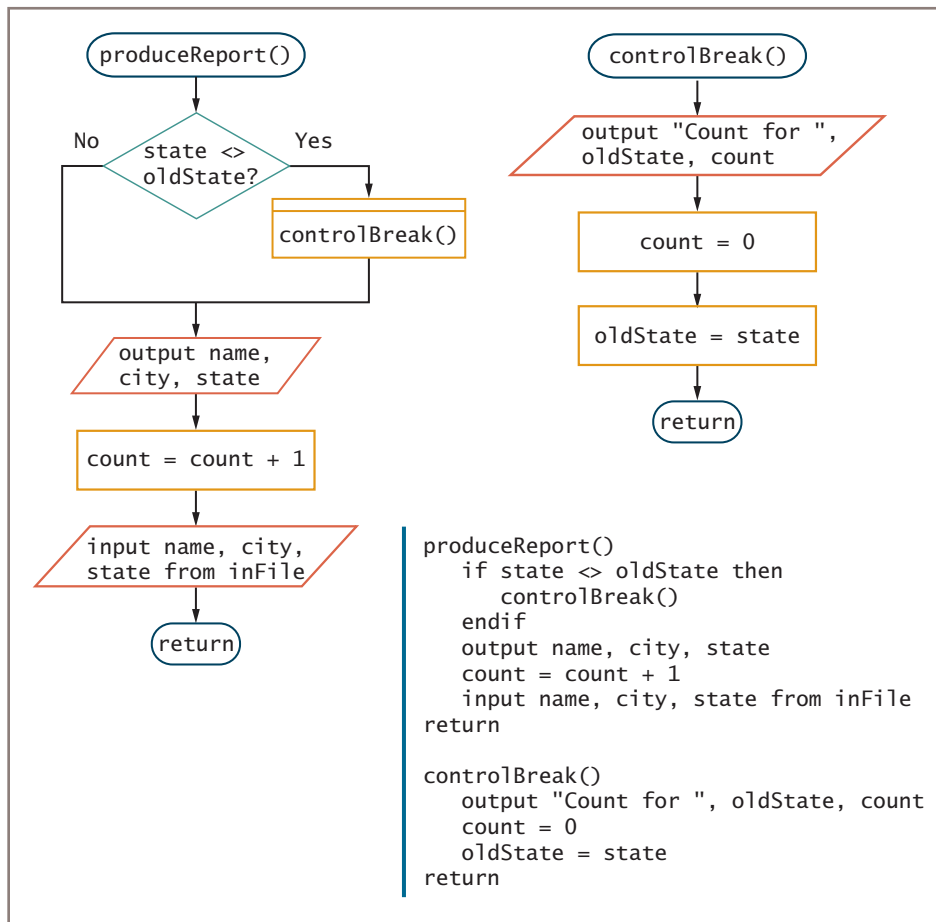 produceReport()
No
Yes
state <>
oldState?
controlBreak()
output name,
city, state
count = count + 1
input name, city,
state from inFile
return
controlBreak()
output "Count for ",
oldState, count
count = 0
oldState = state
return
produceReport()
   if state <> oldState then
      controlBreak()
   endif
   output name, city, state
   count = count + 1
   input name, city, state from inFile
return
controlBreak()
   output "Count for ", oldState, count
   count = 0
   oldState = state
return